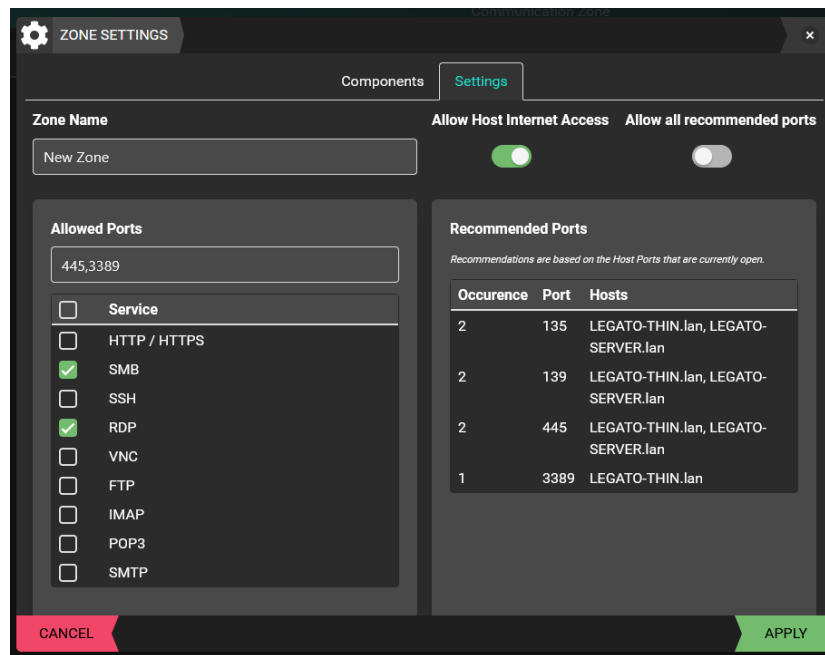 Communication Zone
ZONE SETTINGS
Components
Settings
Zone Name
Allow Host Internet Access
Allow all recommended ports
New Zone
Allowed Ports
445,3389
Service
HTTP / HTTPS
SMB
SSH
RDP
VNC
FTP
IMAP
POP3
SMTP
Recommended Ports
Recommendations are based on the Host Ports that are currently open.
Occurence Port Hosts
2 135 LEGATO-THIN.lan, LEGATO-
SERVER.lan
2 139 LEGATO-THIN.lan, LEGATO-
SERVER.lan
2 445 LEGATO-THIN.lan, LEGATO-
SERVER.lan
1 3389 LEGATO-THIN.lan
CANCEL
APPLY